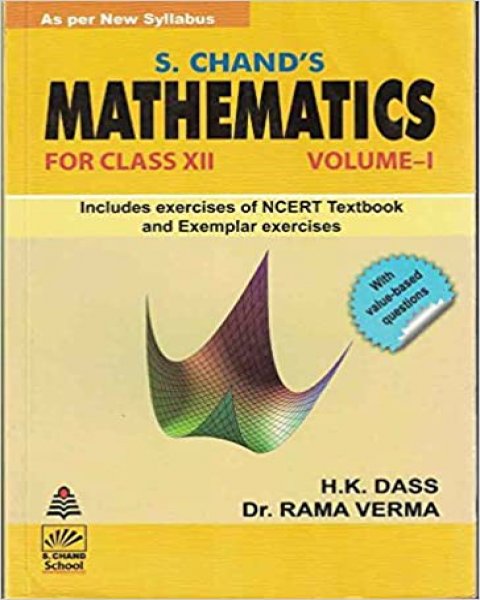 As per New Syllabus
S. CHAND'S
MATHEMATICS
FOR CLASS XII VOLUME–I
Includes exercises of NCERT Textbook
and Exemplar exercises
With
value-based
questions
H.K. DASS
Dr. RAMA VERMA
S. CHAND
School